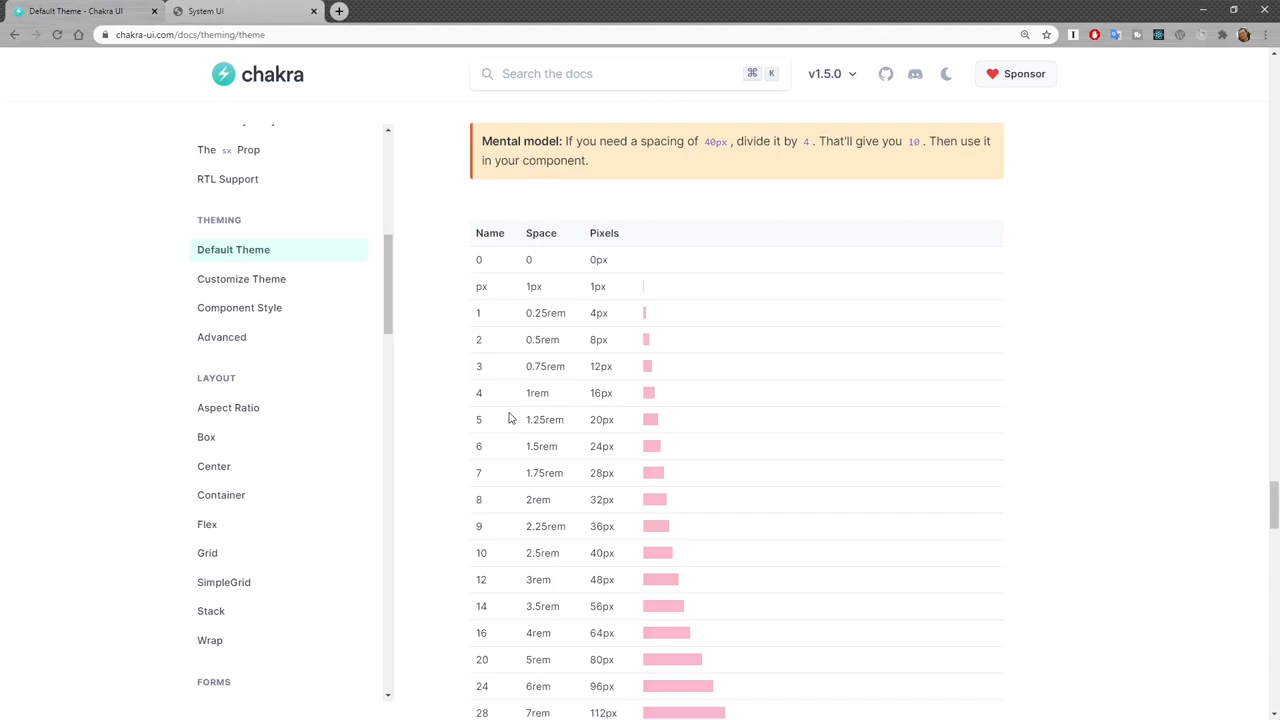 Default Theme - Chakra UI
System UI
chakra-ui.com/docs/theming/theme
chakra
Search the docs
⌘ K
v1.5.0
Sponsor
The sx Prop
RTL Support
THEMING
Default Theme
Customize Theme
Component Style
Advanced
LAYOUT
Aspect Ratio
Box
Center
Container
Flex
Grid
SimpleGrid
Stack
Wrap
FORMS
Mental model: If you need a spacing of 40px , divide it by 4 . That'll give you 10 . Then use it
in your component.
Name Space Pixels
0 0 0px
px 1px 1px
1 0.25rem 4px
2 0.5rem 8px
3 0.75rem 12px
4 1rem 16px
5 1.25rem 20px
6 1.5rem 24px
7 1.75rem 28px
8 2rem 32px
9 2.25rem 36px
10 2.5rem 40px
12 3rem 48px
14 3.5rem 56px
16 4rem 64px
20 5rem 80px
24 6rem 96px
28 7rem 112px